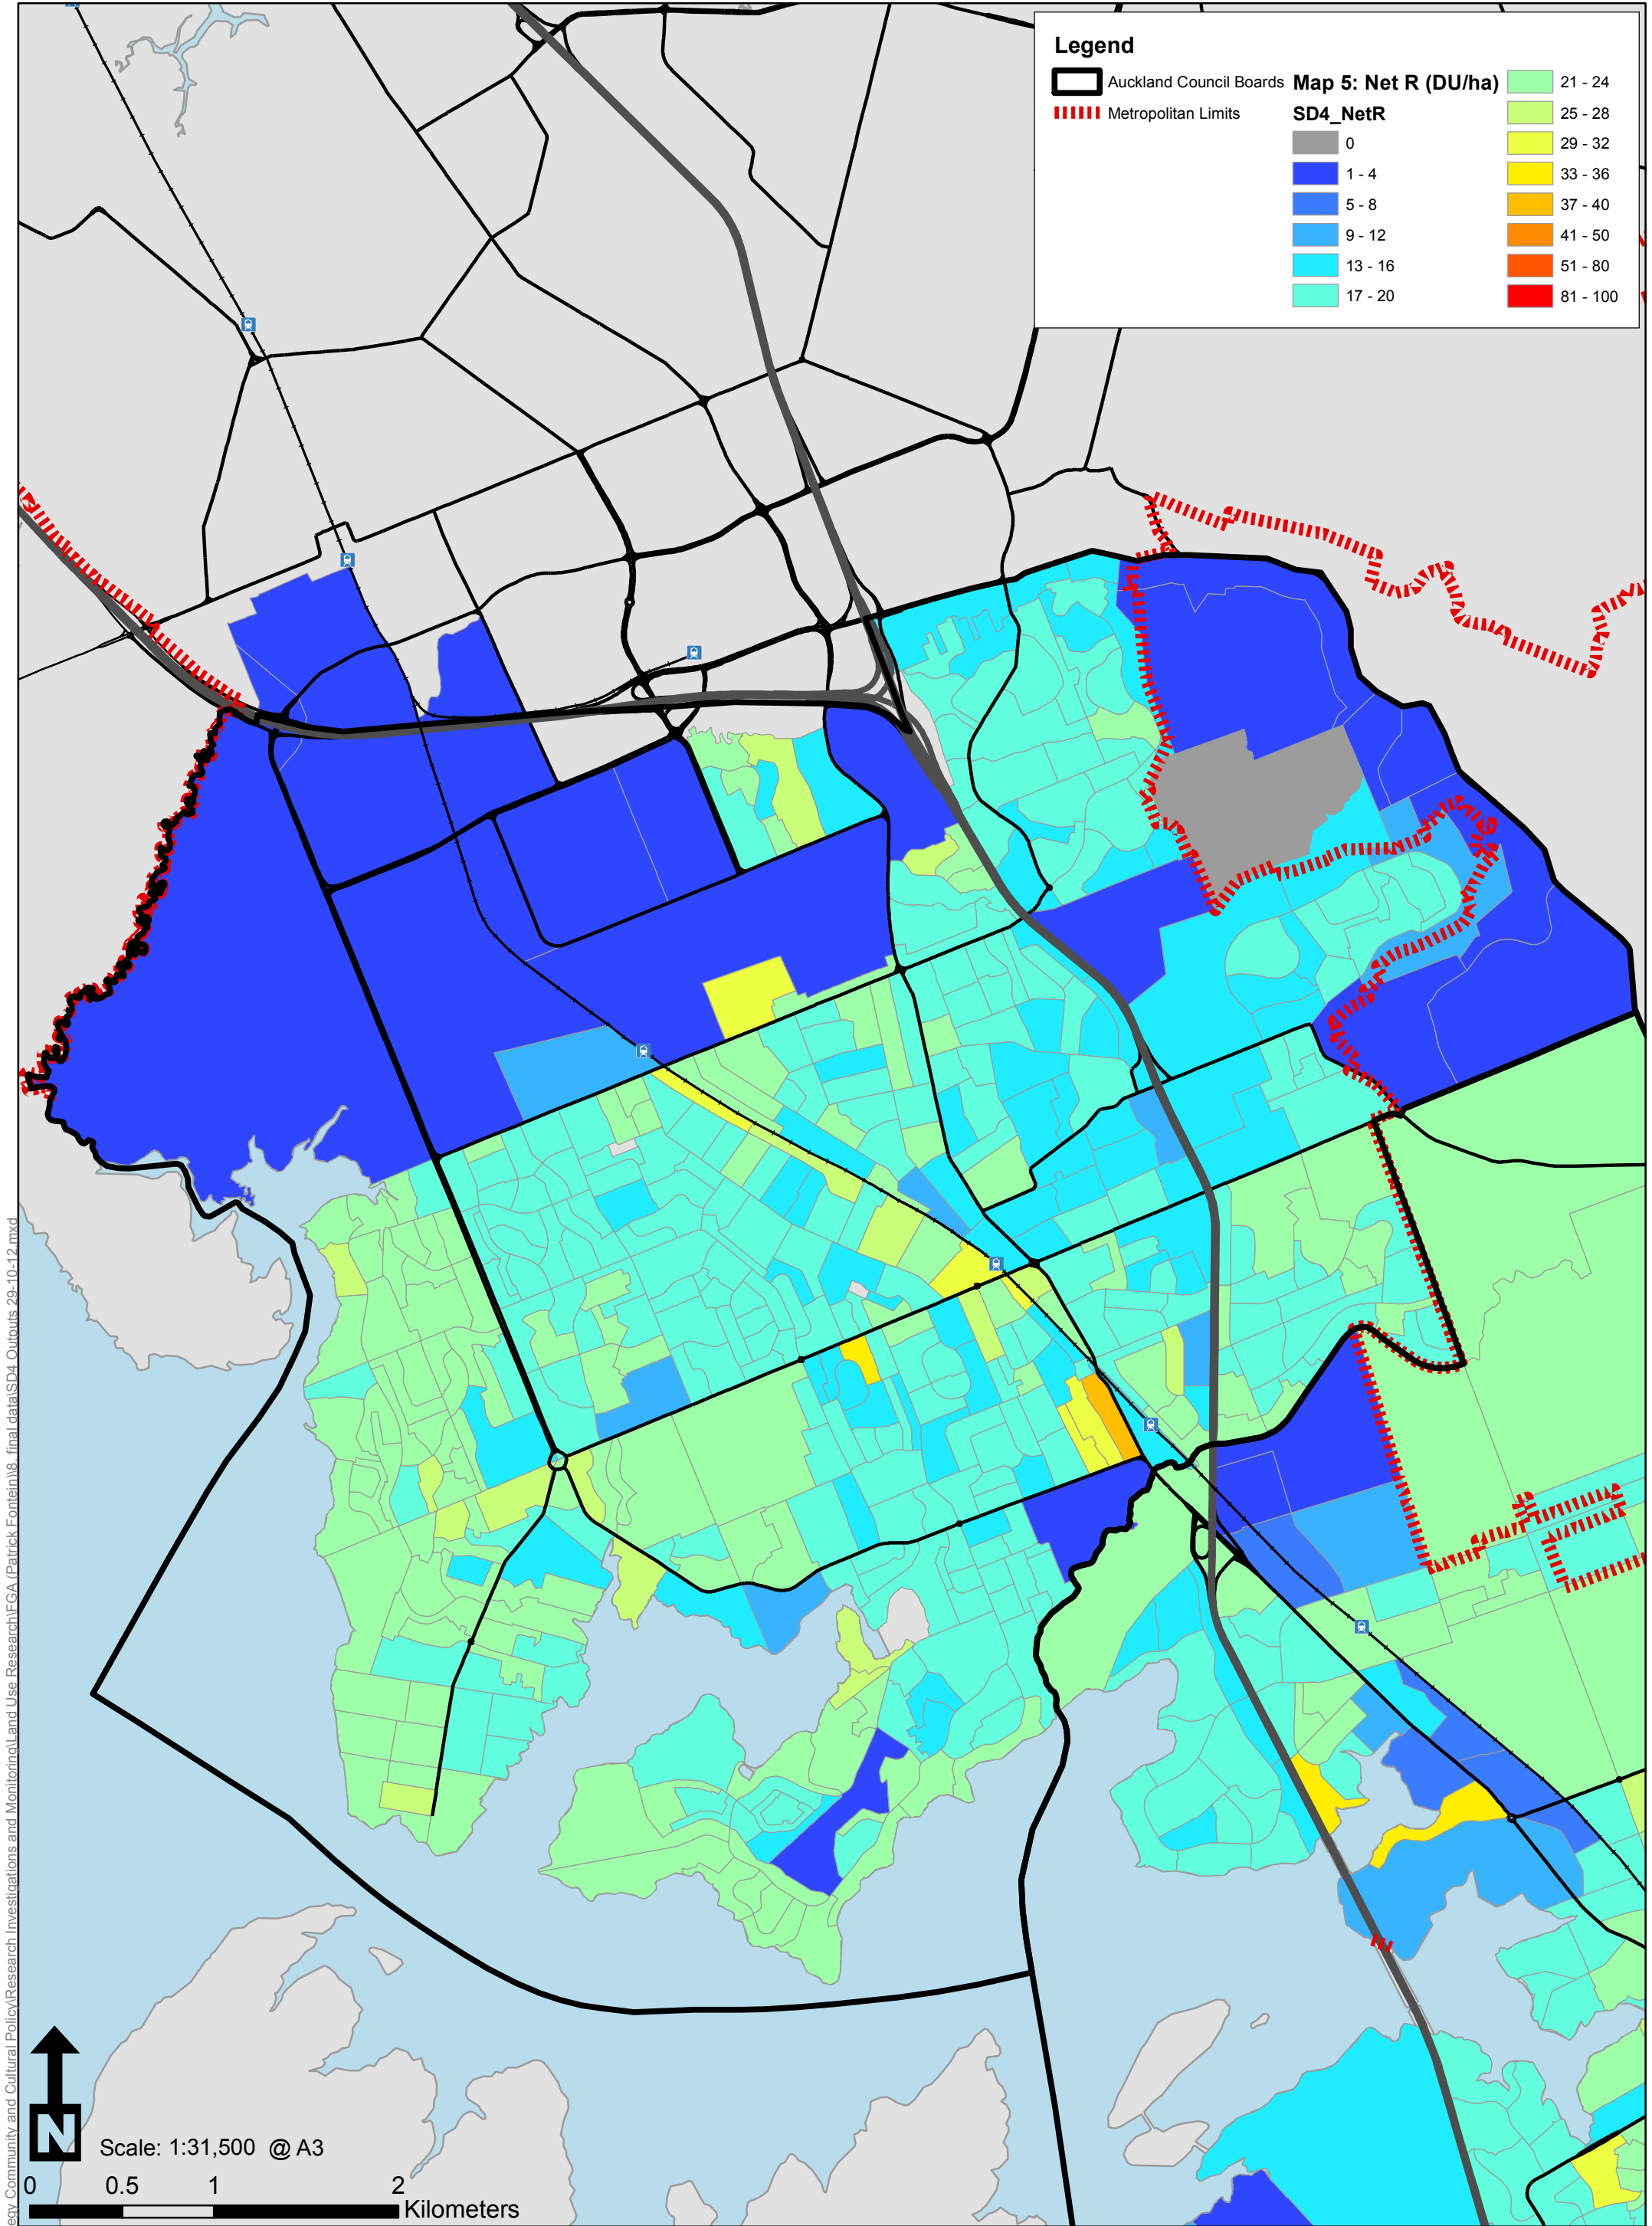 Legend
Auckland Council Boards
Metropolitan Limits
Map 5: Net R (DU/ha)
SD4_NetR
0
1 - 4
5 - 8
9 - 12
13 - 16
17 - 20
21 - 24
25 - 28
29 - 32
33 - 36
37 - 40
41 - 50
51 - 80
81 - 100
egy Community and Cultural Policy\Research Investigations and Monitoring\Land Use Research\FGA (Patrick Fontein)\8. final data\SD4 Outputs 29-10-12.mxd
N
Scale: 1:31,500 @ A3
0 0.5 1 2
Kilometers